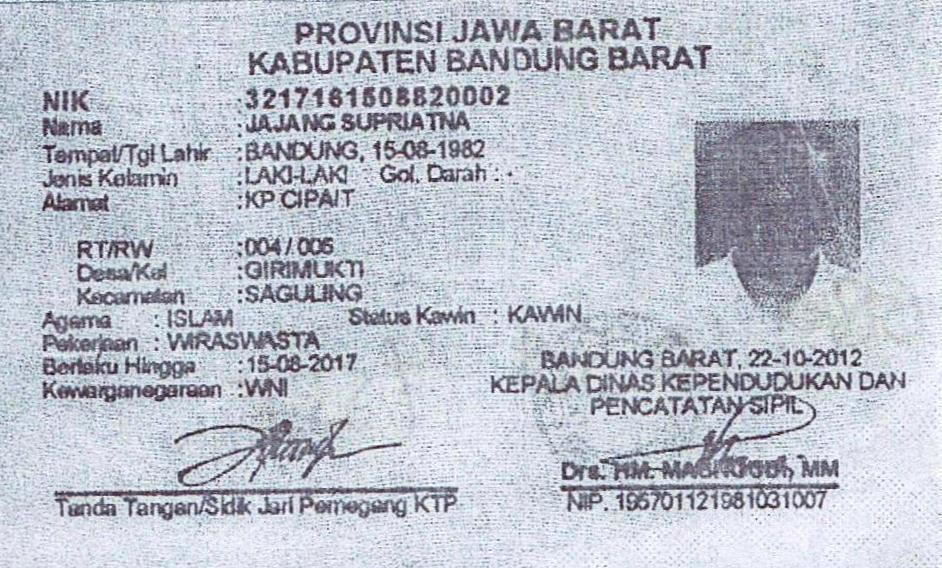 PROVINSI JAWA BARAT
KABUPATEN BANDUNG BARAT
NIK :3217161508820002
Nama :JAJANG SUPRIATNA
Tempat/Tgl Lahir :BANDUNG, 15-08-1982
Jenis Kelamin :LAKI-LAKI Gol. Darah : -
Alamat :KP CIPAIT
RT/RW :004/006
Desa/Kel :GIRIMUKTI
Kecamatan :SAGULING
Agama : ISLAM Status Kawin : KAWIN
Pekerjaan : WIRASWASTA
Berlaku Hingga :15-08-2017
Kewarganegaraan :WNI
BANDUNG BARAT, 22-10-2012
KEPALA DINAS KEPENDUDUKAN DAN
PENCATATAN SIPIL
Drs. HM. MM
NIP. 195701121981031007
Tanda Tangan/Sidik Jari Pemegang KTP